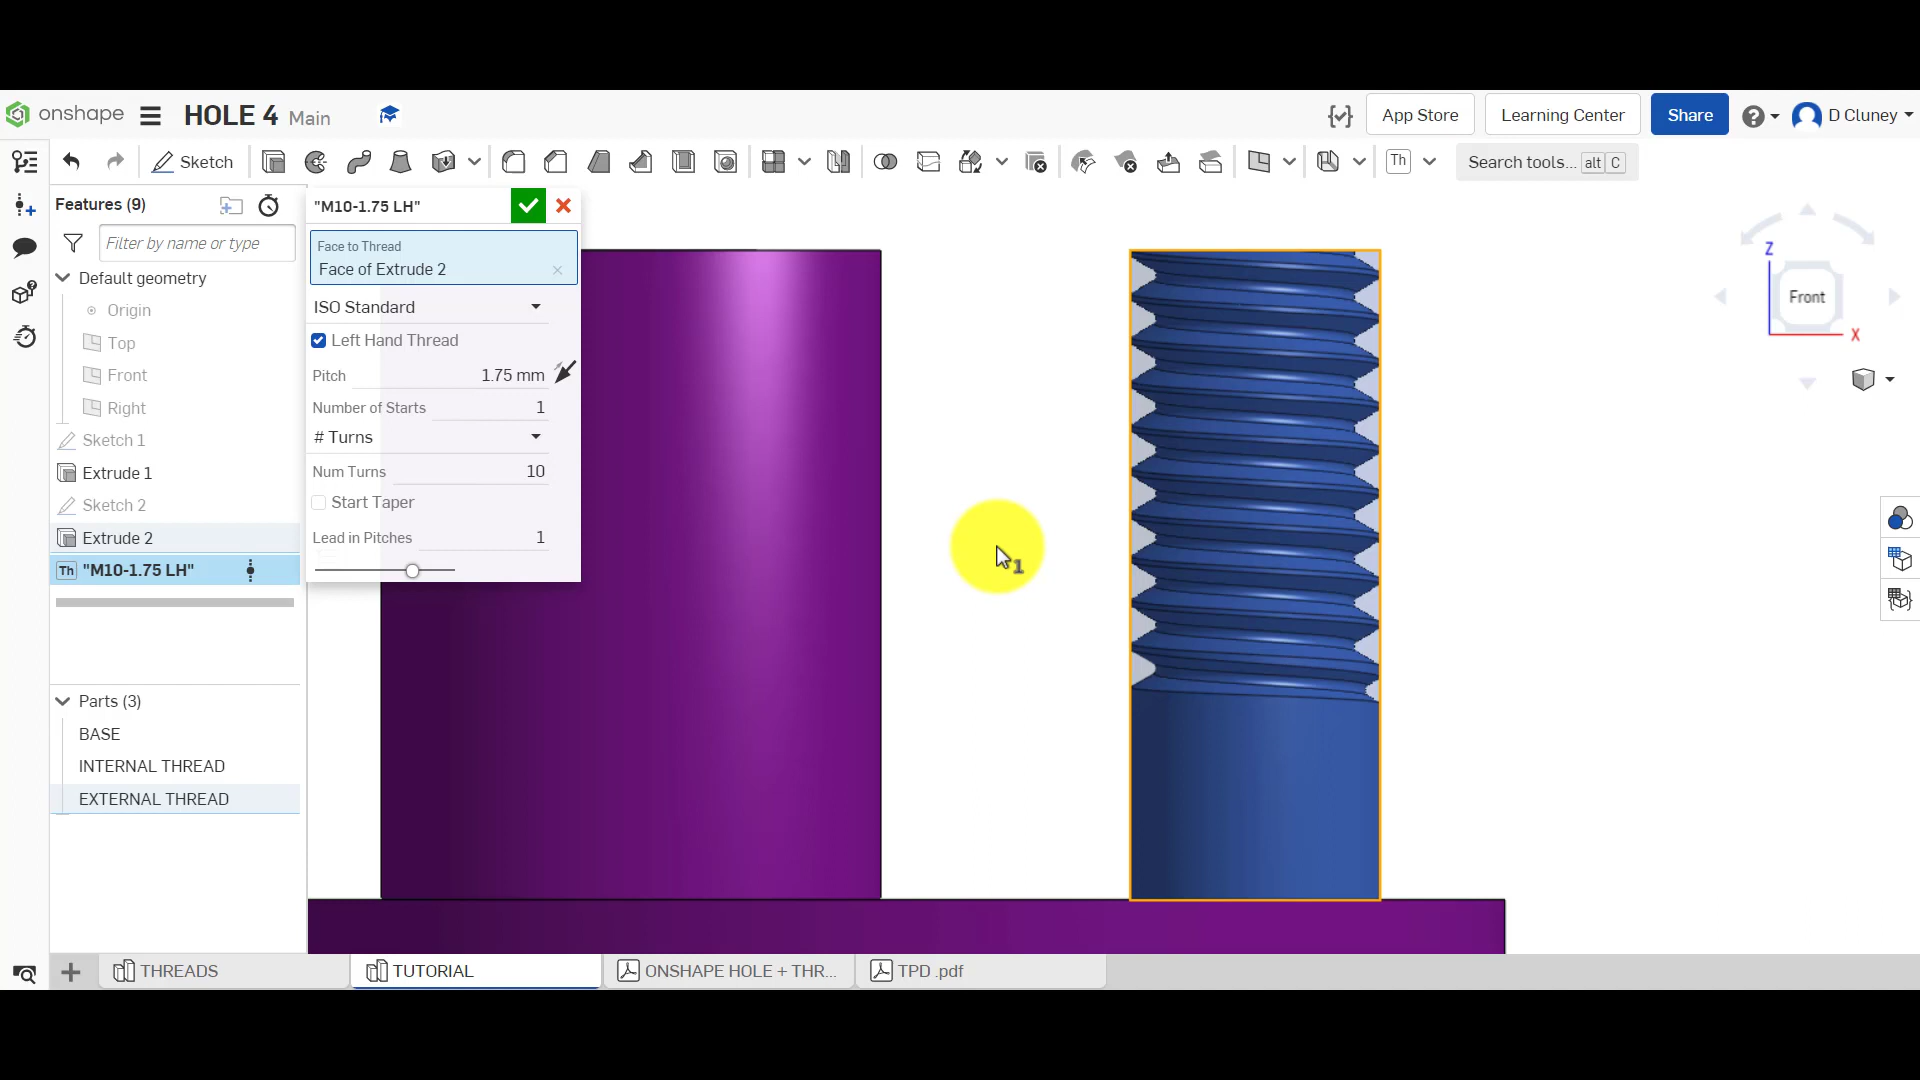 onshape HOLE 4 Main App Store Learning Center Share ? D Cluney
Sketch Th Search tools... alt C
Features (9)
Filter by name or type
Default geometry
Origin
Top
Front
Right
Sketch 1
Extrude 1
Sketch 2
Extrude 2
Th "M10-1.75 LH"
Parts (3)
BASE
INTERNAL THREAD
EXTERNAL THREAD
"M10-1.75 LH"
Face to Thread
Face of Extrude 2
ISO Standard
Left Hand Thread
Pitch 1.75 mm
Number of Starts 1
# Turns
Num Turns 10
Start Taper
Lead in Pitches 1
1
Z
Front
X
THREADS TUTORIAL ONSHAPE HOLE + THR... TPD .pdf